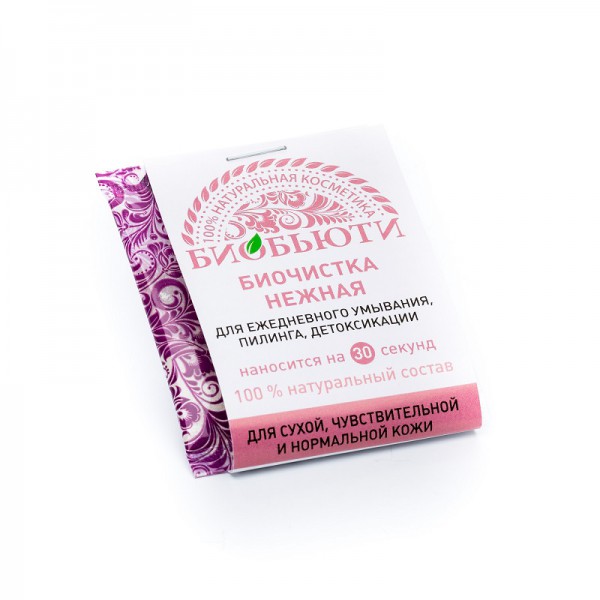 100% НАТУРАЛЬНАЯ КОСМЕТИКА
БИОБЬЮТИ
БИОЧИСТКА
НЕЖНАЯ
ДЛЯ ЕЖЕДНЕВНОГО УМЫВАНИЯ,
ПИЛИНГА, ДЕТОКСИКАЦИИ
наносится на 30 секунд
100 % натуральный состав
ДЛЯ СУХОЙ, ЧУВСТВИТЕЛЬНОЙ
И НОРМАЛЬНОЙ КОЖИ